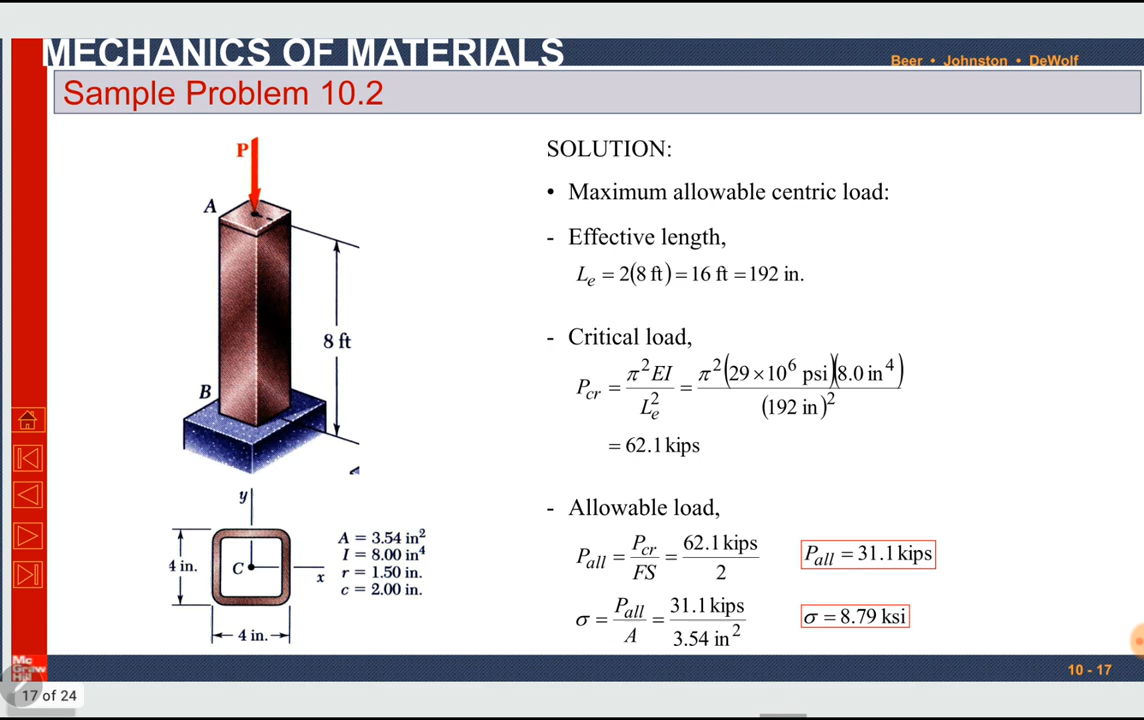 MECHANICS OF MATERIALS
Beer • Johnston • DeWolf
Sample Problem 10.2
P
A
8 ft
B
y
4 in.
C
x
4 in.
A = 3.54 in²
I = 8.00 in⁴
r = 1.50 in.
c = 2.00 in.
SOLUTION:
• Maximum allowable centric load:
- Effective length,
L_e = 2(8 ft) = 16 ft = 192 in.
- Critical load,
P_cr = π²EI / L_e² = π²(29 × 10⁶ psi)(8.0 in⁴) / (192 in)²
= 62.1 kips
- Allowable load,
P_all = P_cr / FS = 62.1 kips / 2
P_all = 31.1 kips
σ = P_all / A = 31.1 kips / 3.54 in²
σ = 8.79 ksi
Mc
Graw
Hill
10 - 17
17 of 24